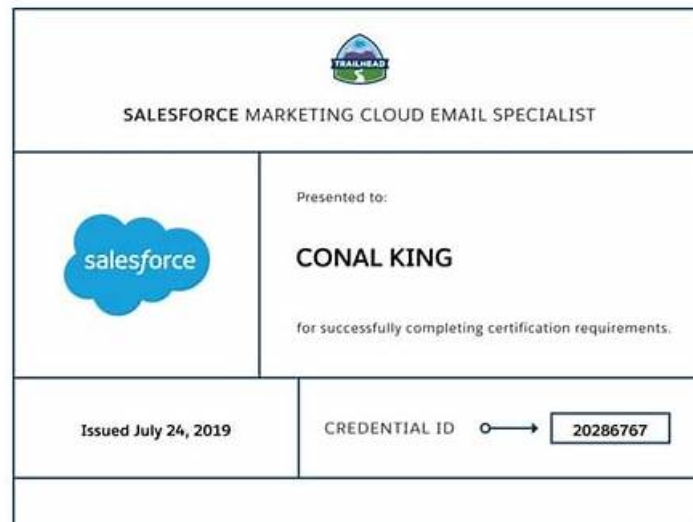 TRAILHEAD
SALESFORCE MARKETING CLOUD EMAIL SPECIALIST
salesforce
Presented to:
CONAL KING
for successfully completing certification requirements.
Issued July 24, 2019
CREDENTIAL ID
20286767